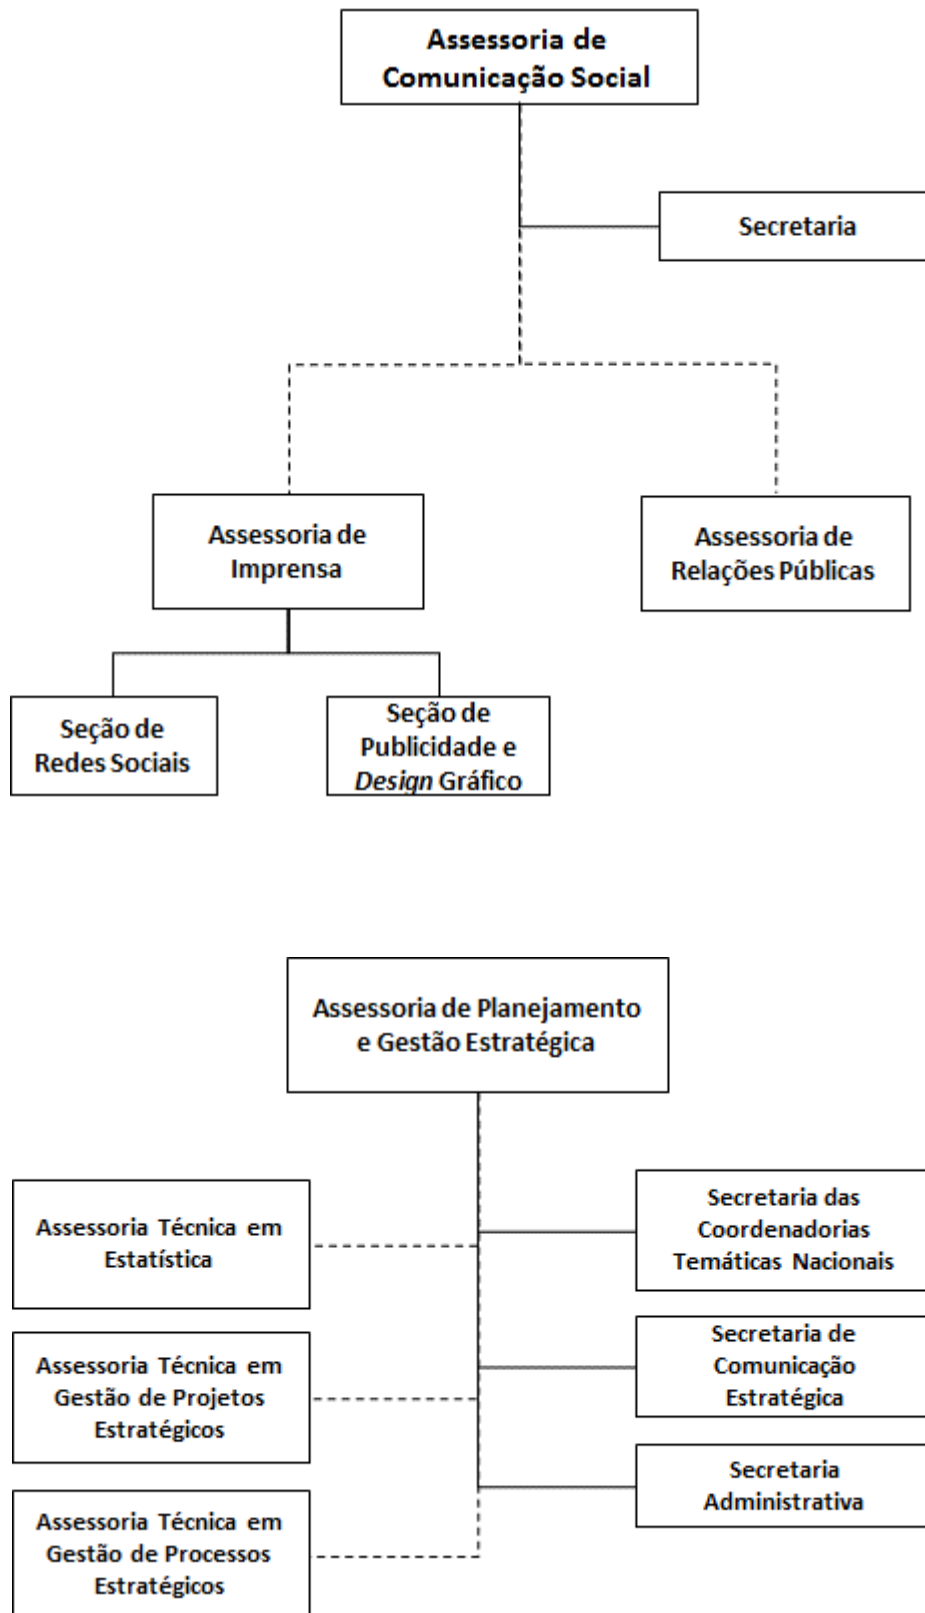 Assessoria de
Comunicação Social
Secretaria
Assessoria de
Imprensa
Assessoria de
Relações Públicas
Seção de
Redes Sociais
Seção de
Publicidade e
Design Gráfico
Assessoria de Planejamento
e Gestão Estratégica
Assessoria Técnica em
Estatística
Secretaria das
Coordenadorias
Temáticas Nacionais
Assessoria Técnica em
Gestão de Projetos
Estratégicos
Secretaria de
Comunicação
Estratégica
Assessoria Técnica em
Gestão de Processos
Estratégicos
Secretaria
Administrativa